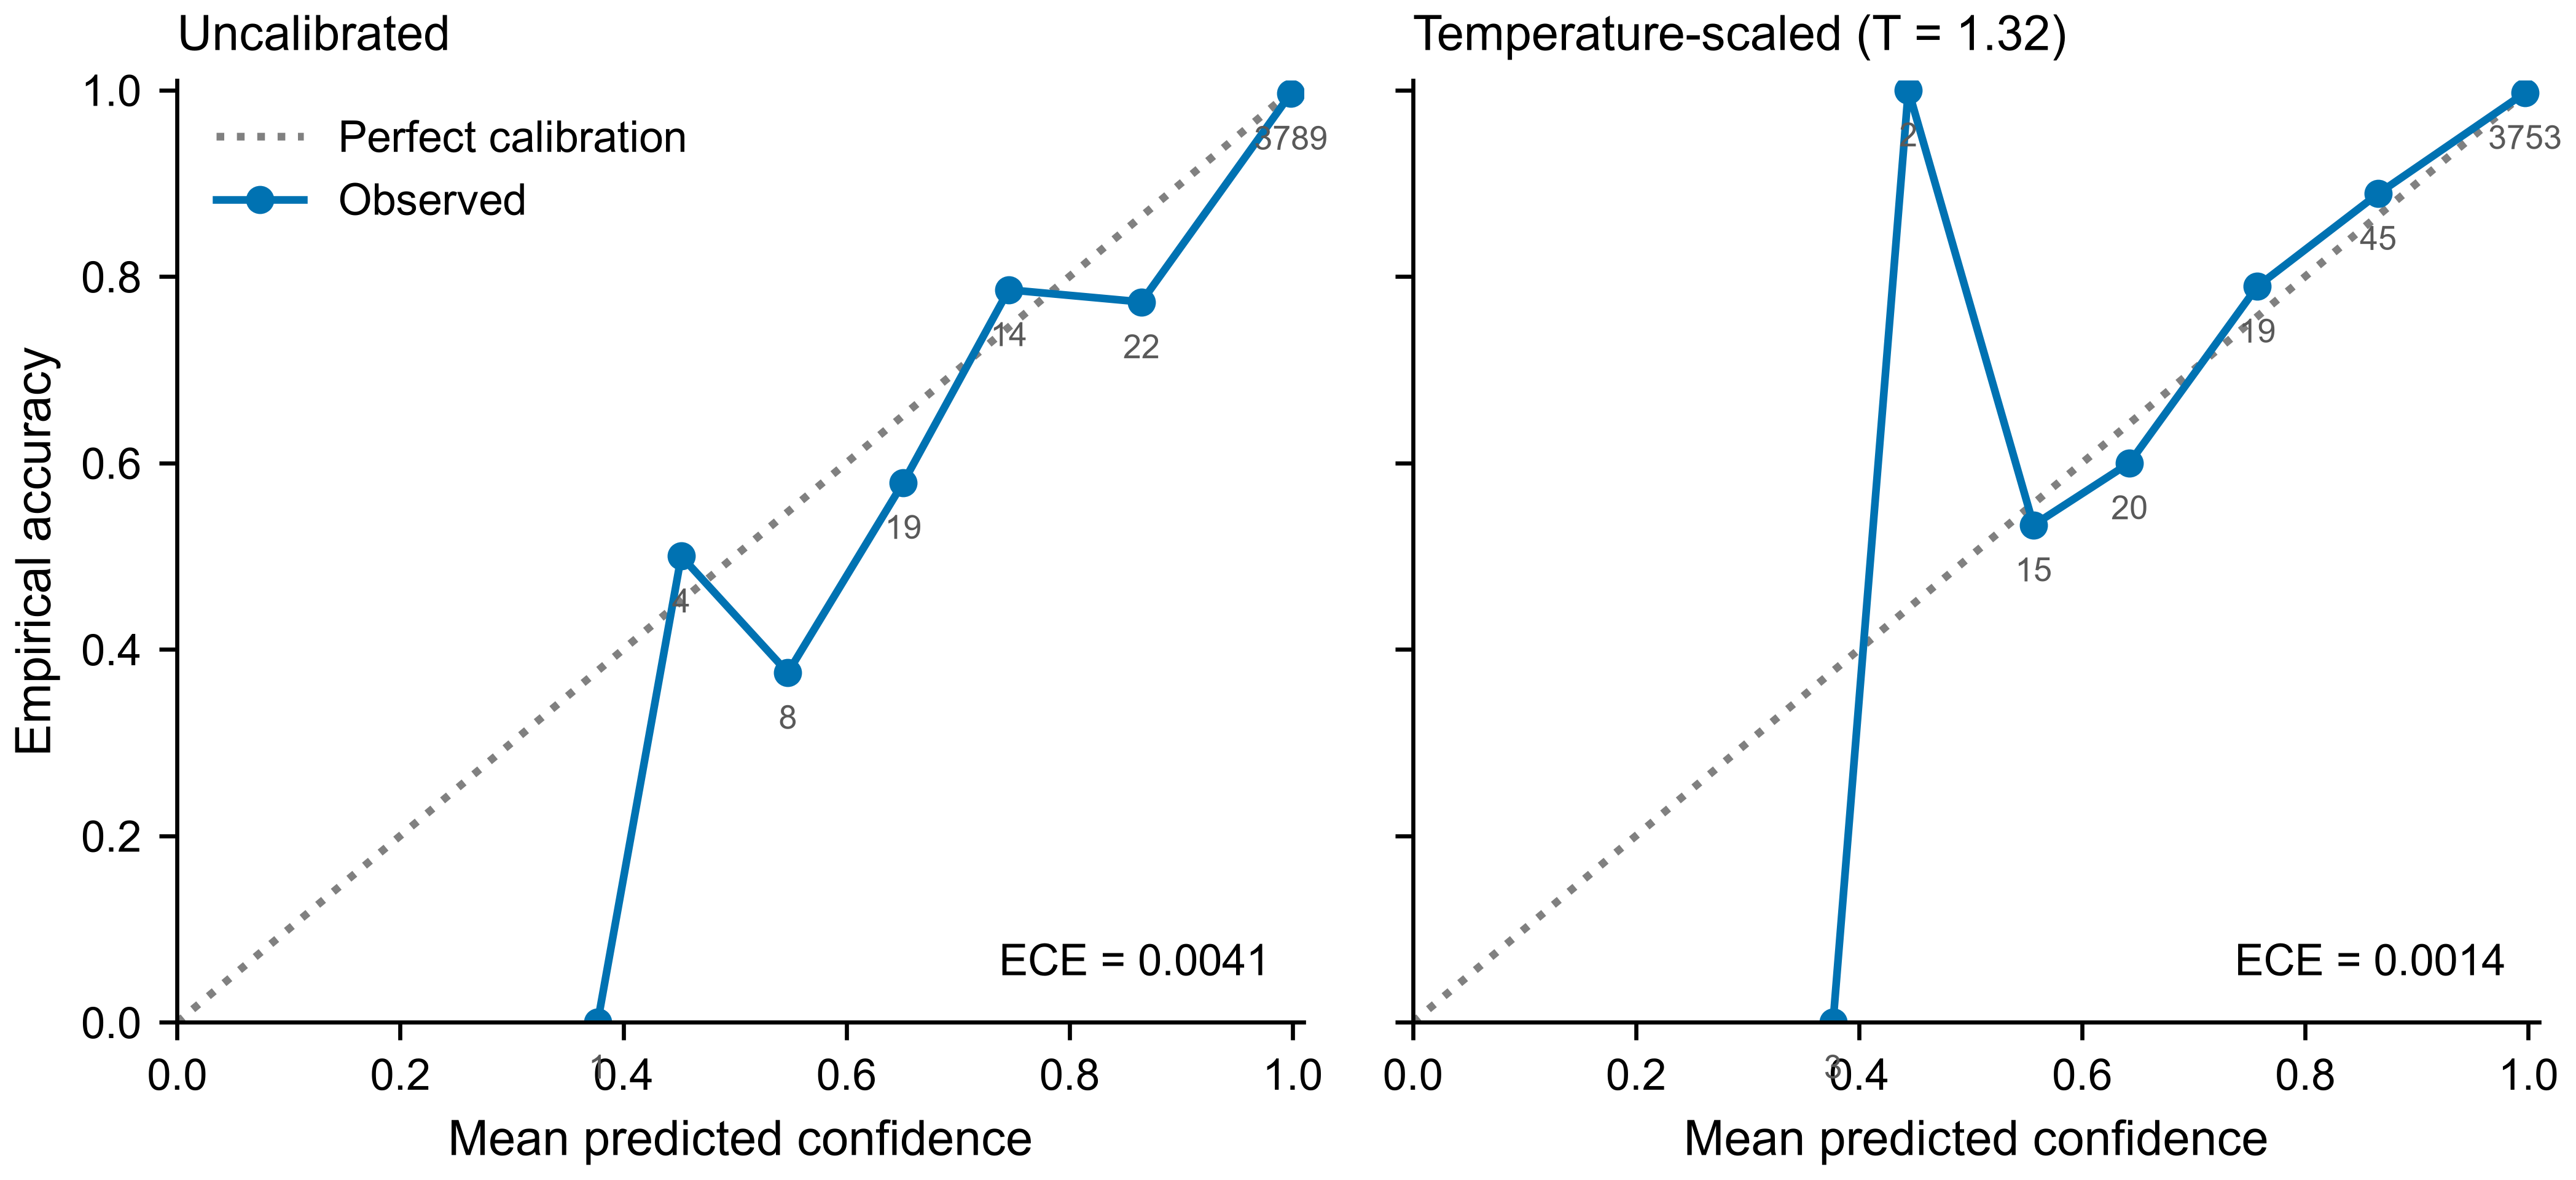 Uncalibrated
Temperature-scaled (T = 1.32)
Empirical accuracy
1.0
0.8
0.6
0.4
0.2
0.0
Perfect calibration
Observed
3789
14
22
19
4
8
1
ECE = 0.0041
0.0 0.2 0.4 0.6 0.8 1.0
Mean predicted confidence
2
3753
45
19
20
15
3
ECE = 0.0014
0.0 0.2 0.4 0.6 0.8 1.0
Mean predicted confidence